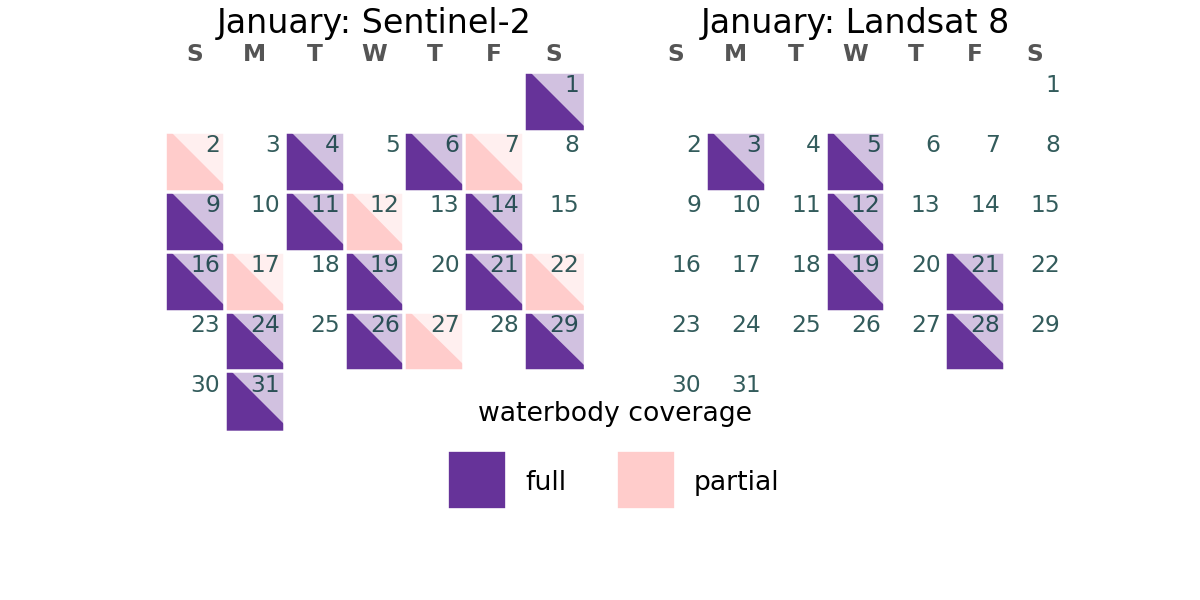 January: Sentinel-2
S M T W T F S
1
2 3 4 5 6 7 8
9 10 11 12 13 14 15
16 17 18 19 20 21 22
23 24 25 26 27 28 29
30 31
January: Landsat 8
S M T W T F S
1
2 3 4 5 6 7 8
9 10 11 12 13 14 15
16 17 18 19 20 21 22
23 24 25 26 27 28 29
30 31
waterbody coverage
full partial